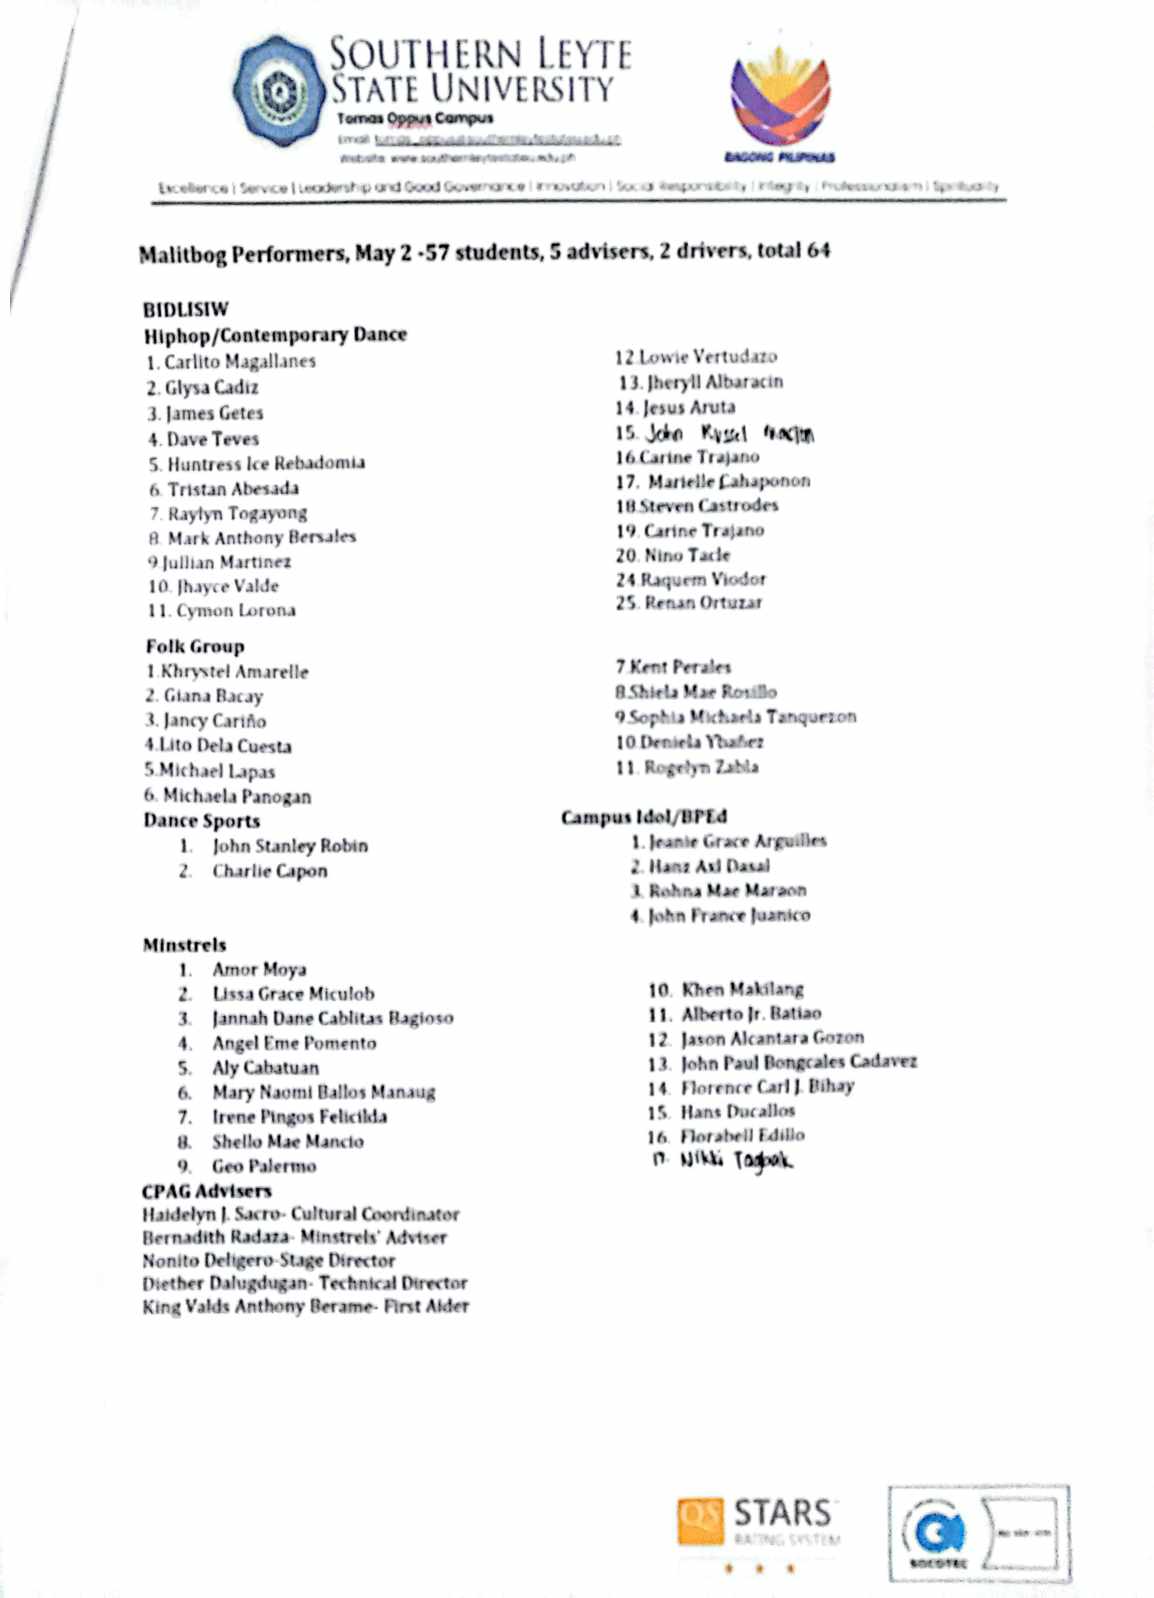 SOUTHERN LEYTE
STATE UNIVERSITY
Tomas Oppus Campus
Website: www.southernleytestateu.edu.ph
BAGONG PILIPINAS
Excellence | Service | Leadership and Good Governance | Innovation | Social Responsibility | Integrity | Professionalism | Spirituality
Malitbog Performers, May 2 -57 students, 5 advisers, 2 drivers, total 64
BIDLISIW
Hiphop/Contemporary Dance
1. Carlito Magallanes
2. Glysa Cadiz
3. James Getes
4. Dave Teves
5. Huntress Ice Rebadomia
6. Tristan Abesada
7. Raylyn Togayong
8. Mark Anthony Bersales
9.Jullian Martinez
10. Jhayce Valde
11. Cymon Lorona
12.Lowie Vertudazo
13. Jheryll Albaracin
14. Jesus Aruta
15. John
16.Carine Trajano
17. Marielle Cahaponon
18.Steven Castrodes
19. Carine Trajano
20. Nino Tacle
24.Raquem Viodor
25. Renan Ortuzar
Folk Group
1.Khrystel Amarelle
2. Giana Bacay
3. Jancy Cariño
4.Lito Dela Cuesta
5.Michael Lapas
6. Michaela Panogan
7.Kent Perales
8.Shiela Mae Rosillo
9.Sophia Michaela Tanquezon
10.Deniela Ybañez
11. Rogelyn Zabla
Dance Sports
1. John Stanley Robin
2. Charlie Capon
Campus Idol/BPEd
1. Jeanie Grace Arguilles
2. Hanz Axl Dasal
3. Rohna Mae Maraon
4. John France Juanico
Minstrels
1. Amor Moya
2. Lissa Grace Miculob
3. Jannah Dane Cablitas Bagioso
4. Angel Eme Pomento
5. Aly Cabatuan
6. Mary Naomi Ballos Manaug
7. Irene Pingos Felicilda
8. Shello Mae Mancio
9. Geo Palermo
10. Khen Makilang
11. Alberto Jr. Batiao
12. Jason Alcantara Gozon
13. John Paul Bongcales Cadavez
14. Florence Carl J. Bihay
15. Hans Ducallos
16. Florabell Edillo
17. Nikki Tagbak
CPAG Advisers
Haidelyn J. Sacro- Cultural Coordinator
Bernadith Radaza- Minstrels' Adviser
Nonito Deligero-Stage Director
Diether Dalugdugan- Technical Director
King Valds Anthony Berame- First Aider
QS STARS
RATING SYSTEM
SOCOTEC